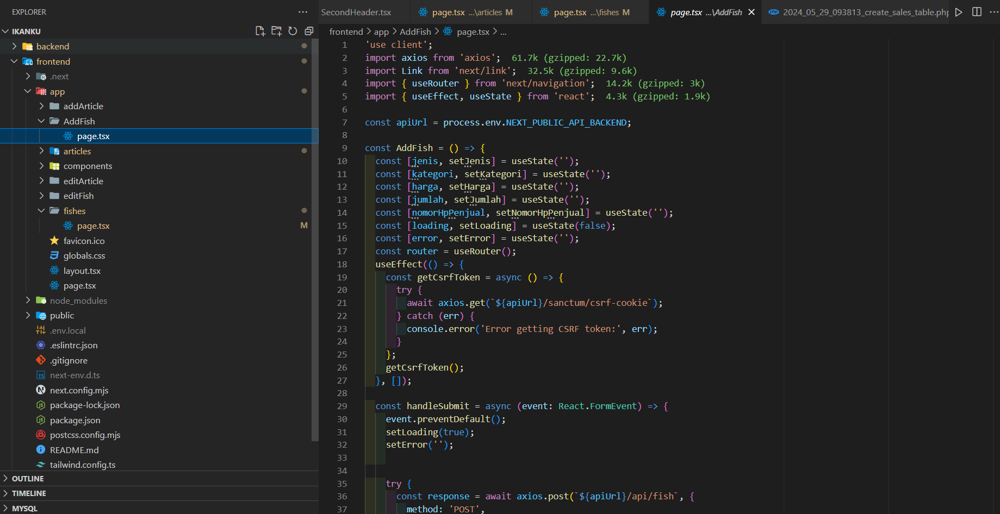 EXPLORER
IKANKU
backend
frontend
.next
app
addArticle
AddFish
page.tsx
articles
components
editArticle
editFish
fishes
page.tsx M
favicon.ico
globals.css
layout.tsx
page.tsx
node_modules
public
.env.local
.eslintrc.json
.gitignore
next-env.d.ts
next.config.mjs
package-lock.json
package.json
postcss.config.mjs
README.md
tailwind.config.ts
OUTLINE
TIMELINE
MYSQL
SecondHeader.tsx page.tsx ...\articles M page.tsx ...\fishes M page.tsx ...\AddFish 2024_05_29_093813_create_sales_table.php
frontend > app > AddFish > page.tsx > ...
1 'use client';
2 import axios from 'axios'; 61.7k (gzipped: 22.7k)
3 import Link from 'next/link'; 32.5k (gzipped: 9.6k)
4 import { useRouter } from 'next/navigation'; 14.2k (gzipped: 3k)
5 import { useEffect, useState } from 'react'; 4.3k (gzipped: 1.9k)
6
7 const apiUrl = process.env.NEXT_PUBLIC_API_BACKEND;
8
9 const AddFish = () => {
10 const [jenis, setJenis] = useState('');
11 const [kategori, setKategori] = useState('');
12 const [harga, setHarga] = useState('');
13 const [jumlah, setJumlah] = useState('');
14 const [nomorHpPenjual, setNomorHpPenjual] = useState('');
15 const [loading, setLoading] = useState(false);
16 const [error, setError] = useState('');
17 const router = useRouter();
18 useEffect(() => {
19 const getCsrfToken = async () => {
20 try {
21 await axios.get(`${apiUrl}/sanctum/csrf-cookie`);
22 } catch (err) {
23 console.error('Error getting CSRF token:', err);
24 }
25 };
26 getCsrfToken();
27 }, []);
28
29 const handleSubmit = async (event: React.FormEvent) => {
30 event.preventDefault();
31 setLoading(true);
32 setError('');
33
34
35 try {
36 const response = await axios.post(`${apiUrl}/api/fish`, {
37 method: 'POST',